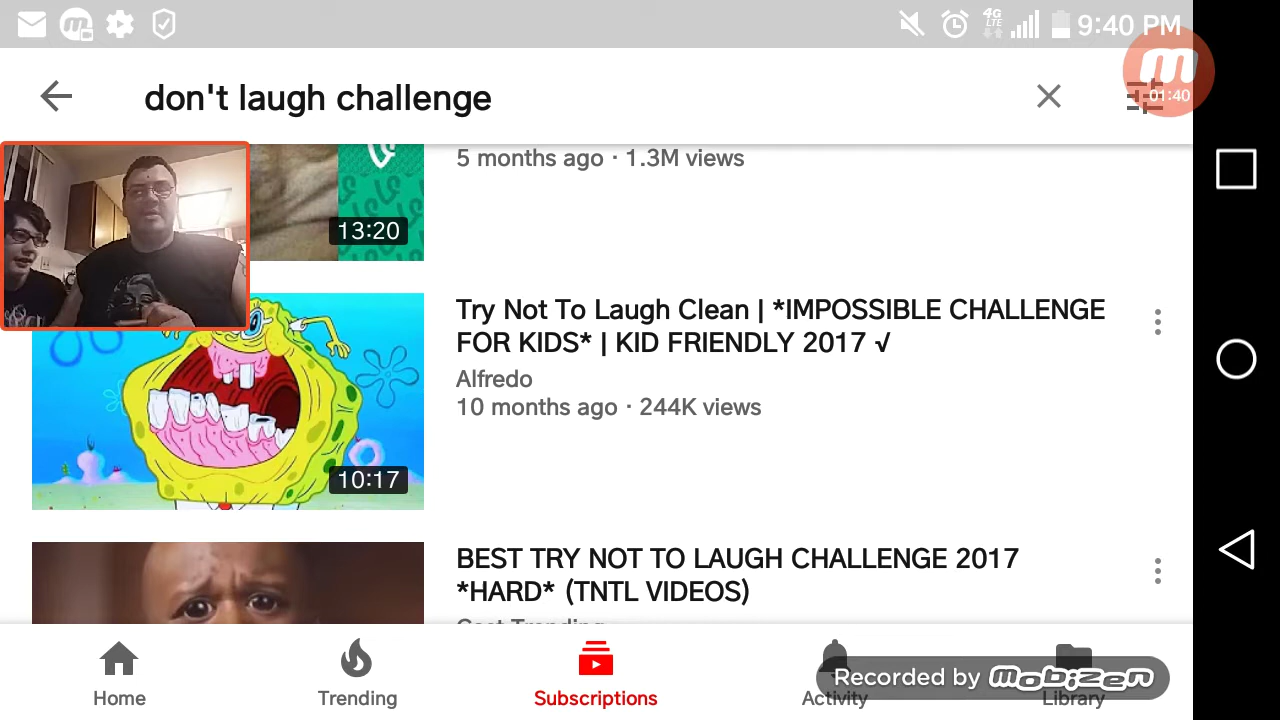 9:40 PM
4G
LTE
don't laugh challenge
01:40
5 months ago · 1.3M views
13:20
Try Not To Laugh Clean | *IMPOSSIBLE CHALLENGE
FOR KIDS* | KID FRIENDLY 2017 √
Alfredo
10 months ago · 244K views
10:17
BEST TRY NOT TO LAUGH CHALLENGE 2017
*HARD* (TNTL VIDEOS)
Home
Trending
Subscriptions
Activity
Library
Recorded by Mobizen